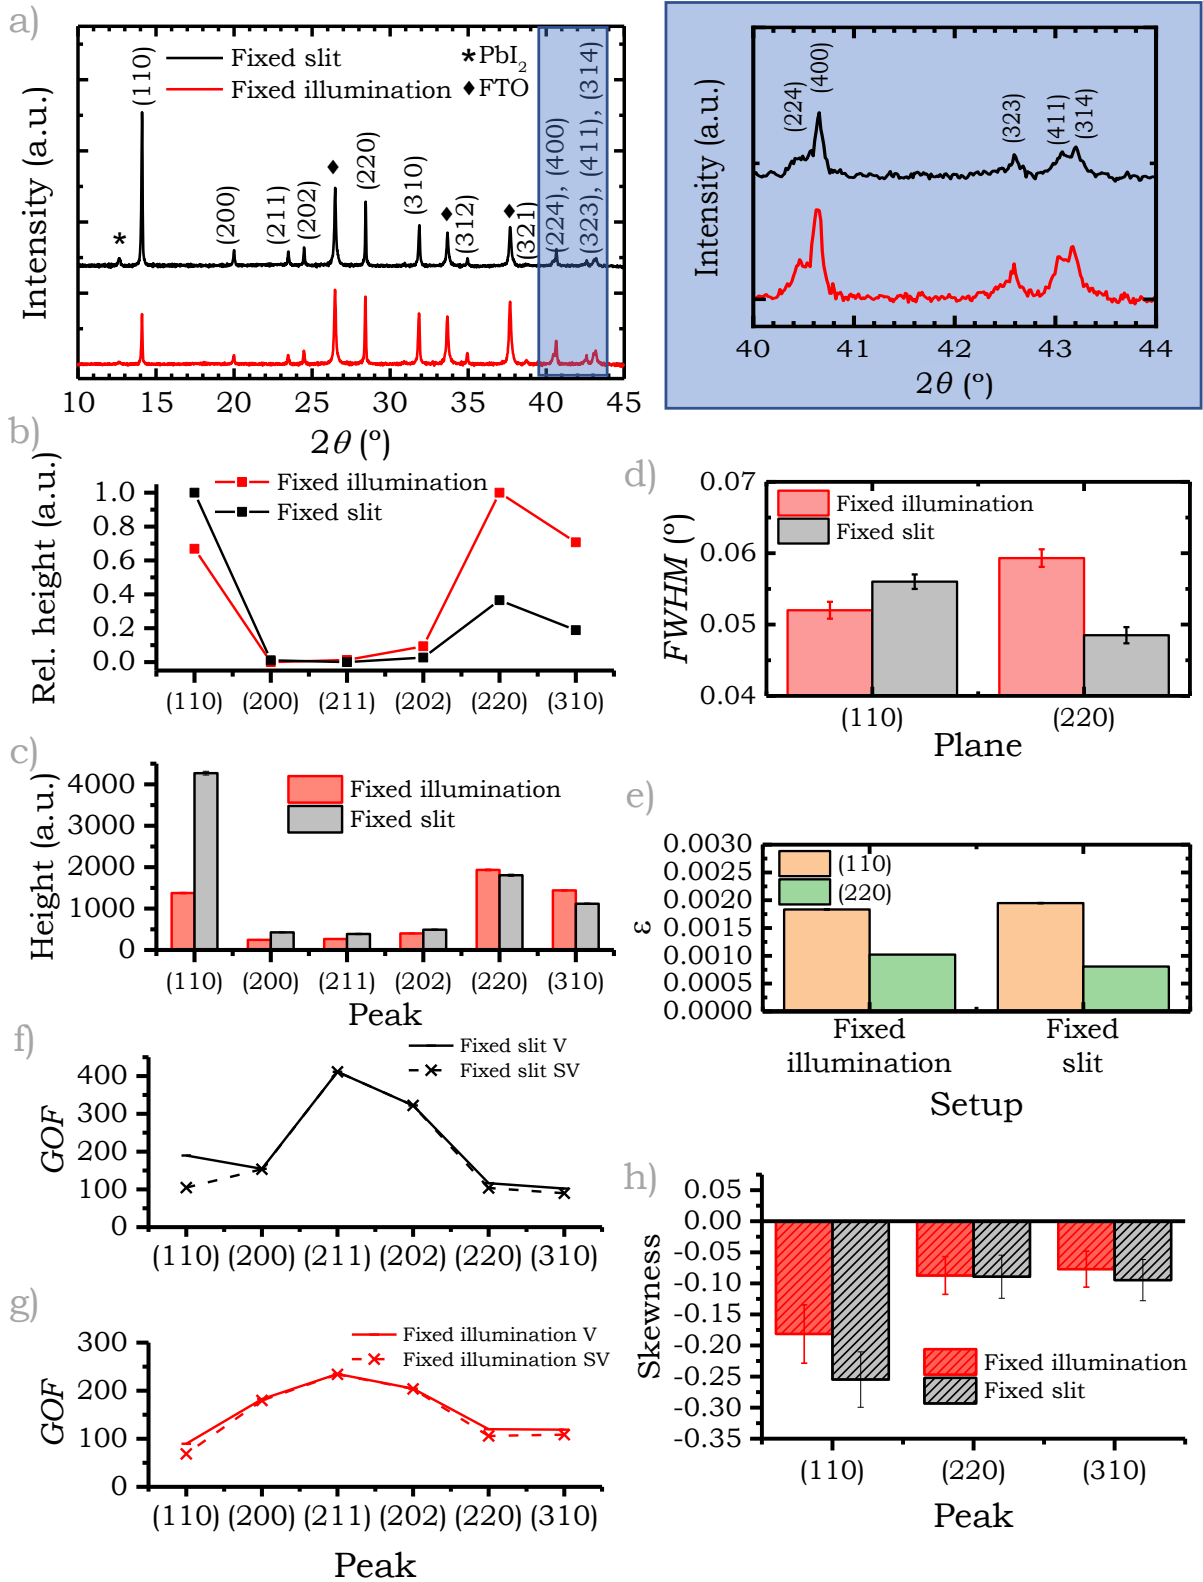 a)
Intensity (a.u.)
Fixed slit
Fixed illumination
*PbI₂
♦FTO
(110)
*
(200)
(211)
(202)
♦
(220)
(310)
♦
(312)
♦
(321)
(224), (400)
(323), (411), (314)
10 15 20 25 30 35 40 45
2θ (º)
Intensity (a.u.)
(224)
(400)
(323)
(411)
(314)
40 41 42 43 44
2θ (º)
b)
Rel. height (a.u.)
Fixed illumination
Fixed slit
1.0
0.8
0.6
0.4
0.2
0.0
(110) (200) (211) (202) (220) (310)
c)
Height (a.u.)
Fixed illumination
Fixed slit
4000
3000
2000
1000
0
(110) (200) (211) (202) (220) (310)
Peak
d)
FWHM (º)
Fixed illumination
Fixed slit
0.07
0.06
0.05
0.04
(110) (220)
Plane
e)
ε
(110)
(220)
0.0030
0.0025
0.0020
0.0015
0.0010
0.0005
0.0000
Fixed illumination
Fixed slit
Setup
f)
GOF
Fixed slit V
Fixed slit SV
400
300
200
100
0
(110) (200) (211) (202) (220) (310)
g)
GOF
Fixed illumination V
Fixed illumination SV
300
200
100
0
(110) (200) (211) (202) (220) (310)
Peak
h)
Skewness
0.05
0.00
-0.05
-0.10
-0.15
-0.20
-0.25
-0.30
-0.35
Fixed illumination
Fixed slit
(110) (220) (310)
Peak